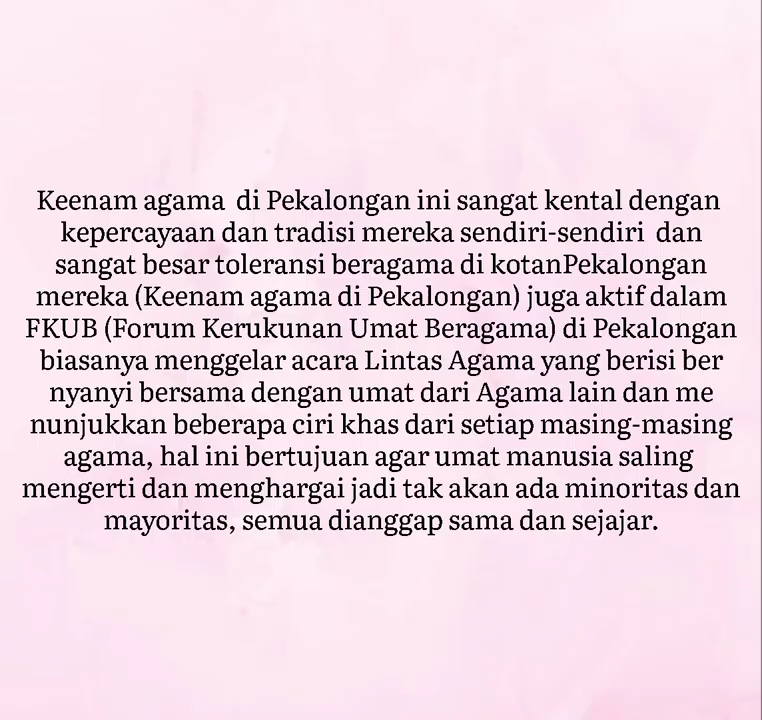 Keenam agama  di Pekalongan ini sangat kental dengan
kepercayaan dan tradisi mereka sendiri-sendiri  dan
sangat besar toleransi beragama di kotanPekalongan
mereka (Keenam agama di Pekalongan) juga aktif dalam
FKUB (Forum Kerukunan Umat Beragama) di Pekalongan
biasanya menggelar acara Lintas Agama yang berisi ber
nyanyi bersama dengan umat dari Agama lain dan me
nunjukkan beberapa ciri khas dari setiap masing-masing
agama, hal ini bertujuan agar umat manusia saling
mengerti dan menghargai jadi tak akan ada minoritas dan
mayoritas, semua dianggap sama dan sejajar.